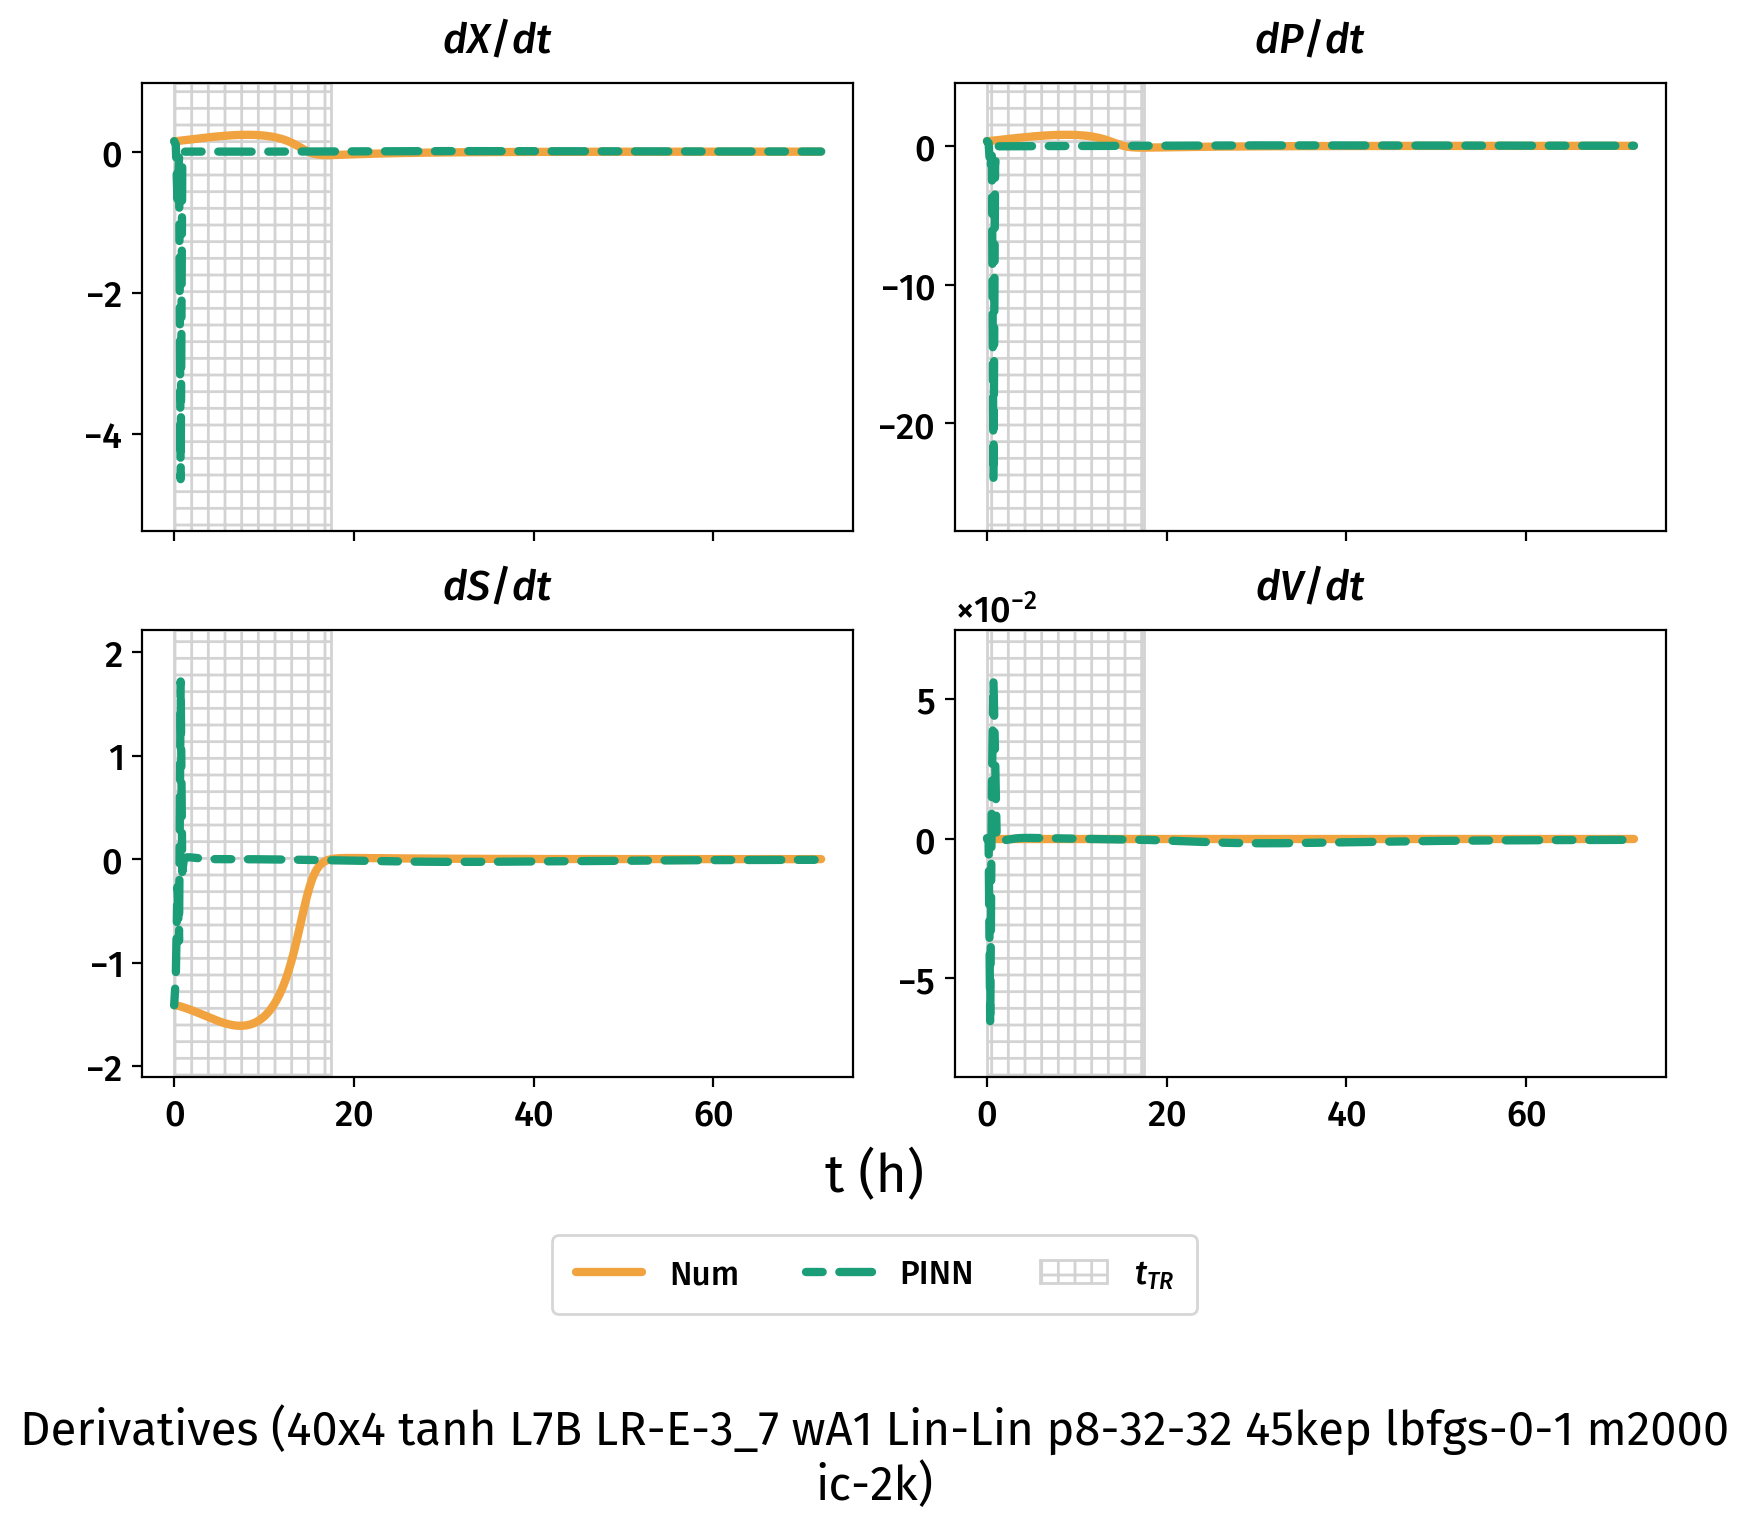 dX/dt
dP/dt
0
−2
−4
0
−10
−20
dS/dt
dV/dt
×10⁻²
2
1
0
−1
−2
5
0
−5
0 20 40 60
0 20 40 60
t (h)
Num PINN t_TR
Derivatives (40x4 tanh L7B LR-E-3_7 wA1 Lin-Lin p8-32-32 45kep lbfgs-0-1 m2000
ic-2k)